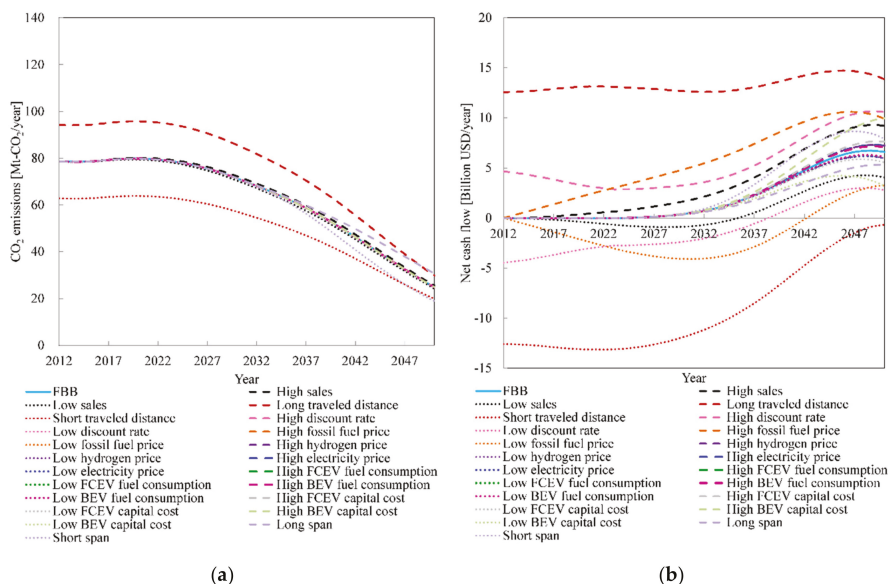 (a)
CO₂ emissions [Mt-CO₂/year]
140
120
100
80
60
40
20
0
2012 2017 2022 2027 2032 2037 2042 2047
Year
FBB
Low sales
Short traveled distance
Low discount rate
Low fossil fuel price
Low hydrogen price
Low electricity price
Low FCEV fuel consumption
Low BEV fuel consumption
Low FCEV capital cost
Low BEV capital cost
Short span
High sales
Long traveled distance
High discount rate
High fossil fuel price
High hydrogen price
High electricity price
High FCEV fuel consumption
High BEV fuel consumption
High FCEV capital cost
High BEV capital cost
Long span
(a)
(b)
Net cash flow [Billion USD/year]
20
15
10
5
0
-5
-10
-15
2012 2017 2022 2027 2032 2037 2042 2047
Year
FBB
Low sales
Short traveled distance
Low discount rate
Low fossil fuel price
Low hydrogen price
Low electricity price
Low FCEV fuel consumption
Low BEV fuel consumption
Low FCEV capital cost
Low BEV capital cost
Short span
High sales
Long traveled distance
High discount rate
High fossil fuel price
High hydrogen price
High electricity price
High FCEV fuel consumption
High BEV fuel consumption
High FCEV capital cost
High BEV capital cost
Long span
(b)